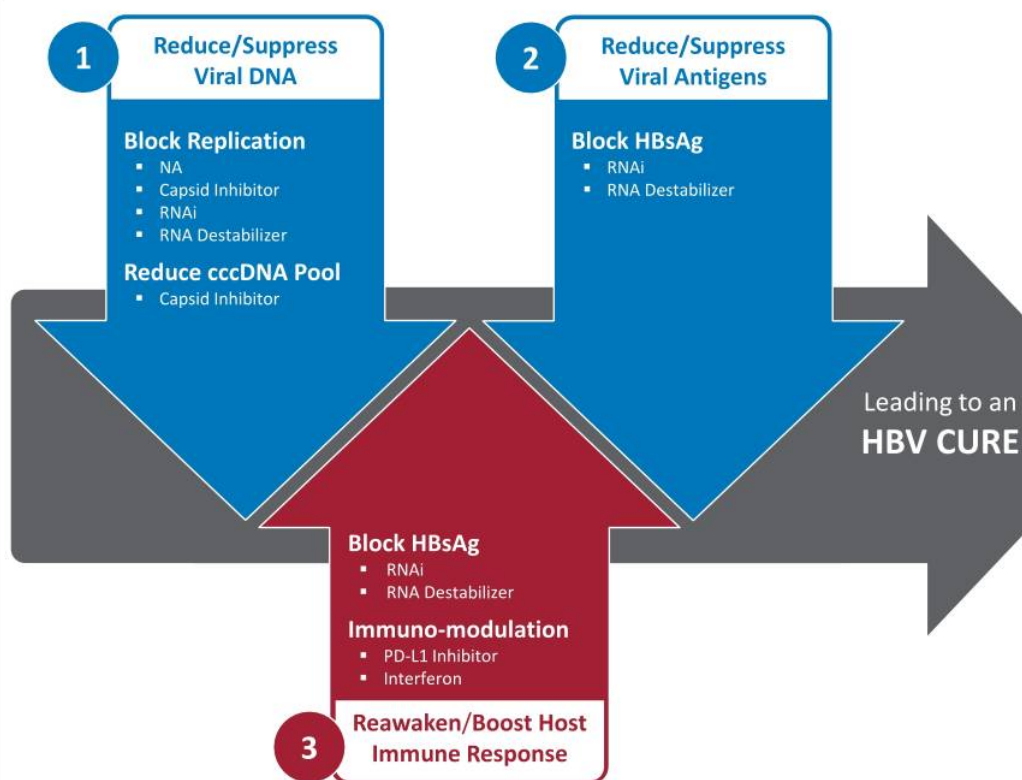 1
Reduce/Suppress
Viral DNA
Block Replication
▪ NA
▪ Capsid Inhibitor
▪ RNAi
▪ RNA Destabilizer
Reduce cccDNA Pool
▪ Capsid Inhibitor
2
Reduce/Suppress
Viral Antigens
Block HBsAg
▪ RNAi
▪ RNA Destabilizer
Leading to an
HBV CURE
Block HBsAg
▪ RNAi
▪ RNA Destabilizer
Immuno-modulation
▪ PD-L1 Inhibitor
▪ Interferon
3
Reawaken/Boost Host
Immune Response